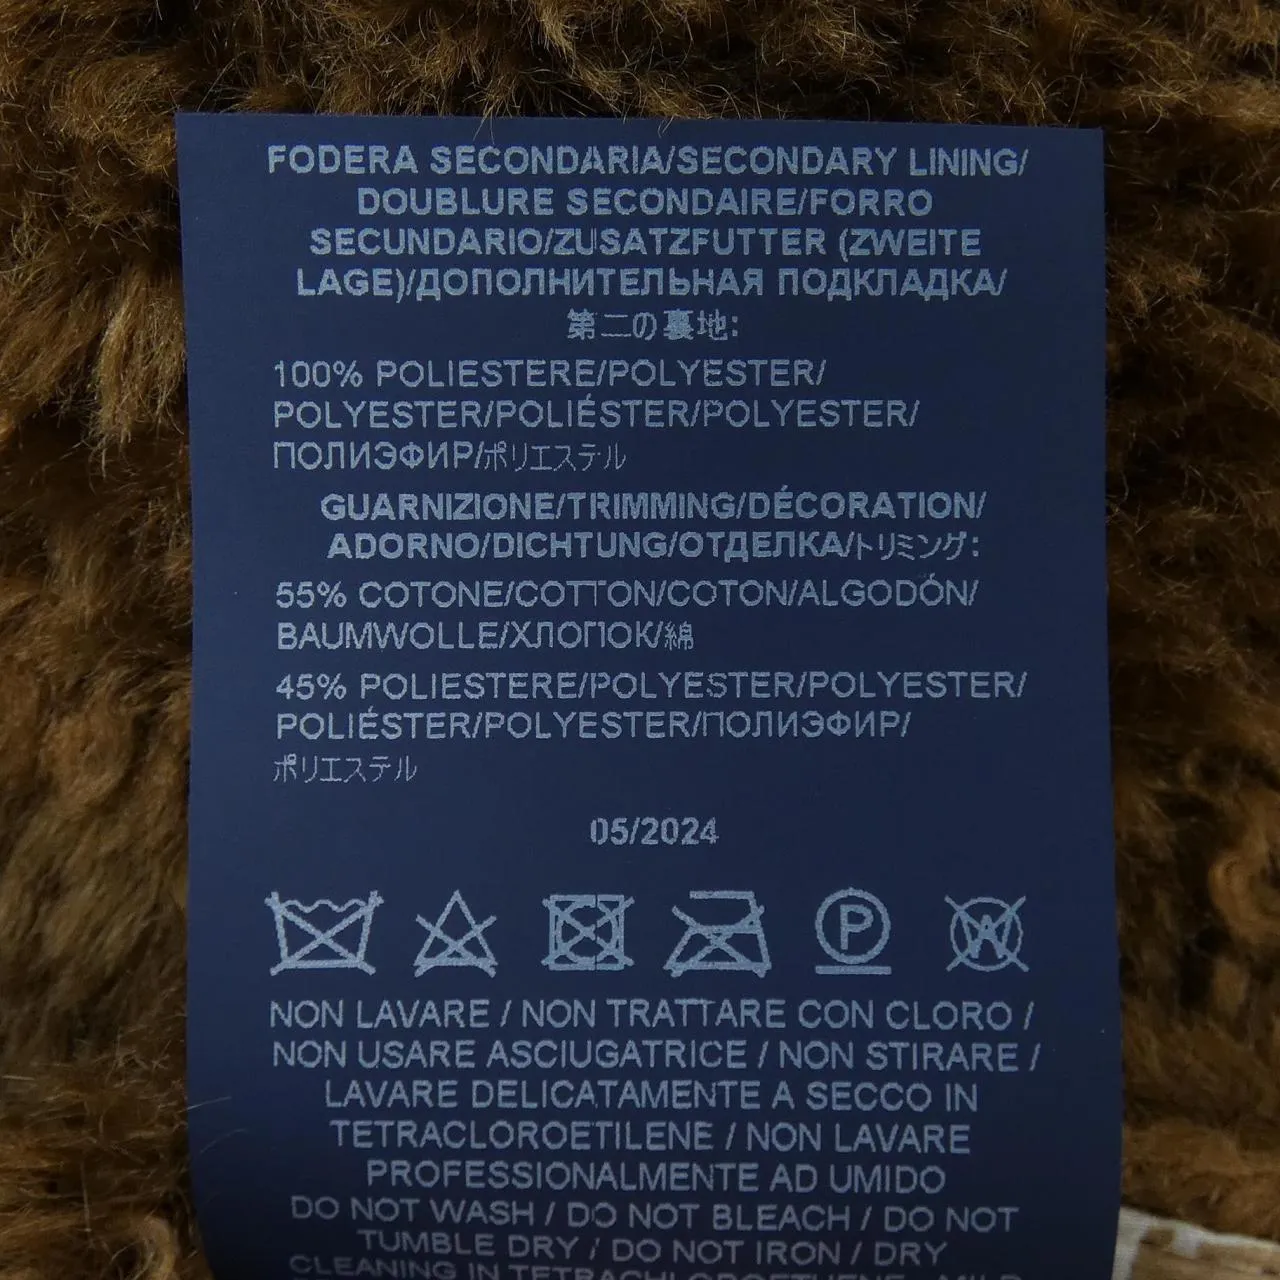 FODERA SECONDARIA/SECONDARY LINING/
DOUBLURE SECONDAIRE/FORRO
SECUNDARIO/ZUSATZFUTTER (ZWEITE
LAGE)/ДОПОЛНИТЕЛЬНАЯ ПОДКЛАДКА/
第二の裏地:
100% POLIESTERE/POLYESTER/
POLYESTER/POLIÉSTER/POLYESTER/
ПОЛИЭФИР/ポリエステル
GUARNIZIONE/TRIMMING/DÉCORATION/
ADORNO/DICHTUNG/ОТДЕЛКА/トリミング:
55% COTONE/COTTON/COTON/ALGODÓN/
BAUMWOLLE/ХЛОПОК/綿
45% POLIESTERE/POLYESTER/POLYESTER/
POLIÉSTER/POLYESTER/ПОЛИЭФИР/
ポリエステル
05/2024
P W
NON LAVARE / NON TRATTARE CON CLORO /
NON USARE ASCIUGATRICE / NON STIRARE /
LAVARE DELICATAMENTE A SECCO IN
TETRACLOROETILENE / NON LAVARE
PROFESSIONALMENTE AD UMIDO
DO NOT WASH / DO NOT BLEACH / DO NOT
TUMBLE DRY / DO NOT IRON / DRY
CLEANING IN TETRACHLOROETHENE - MILD